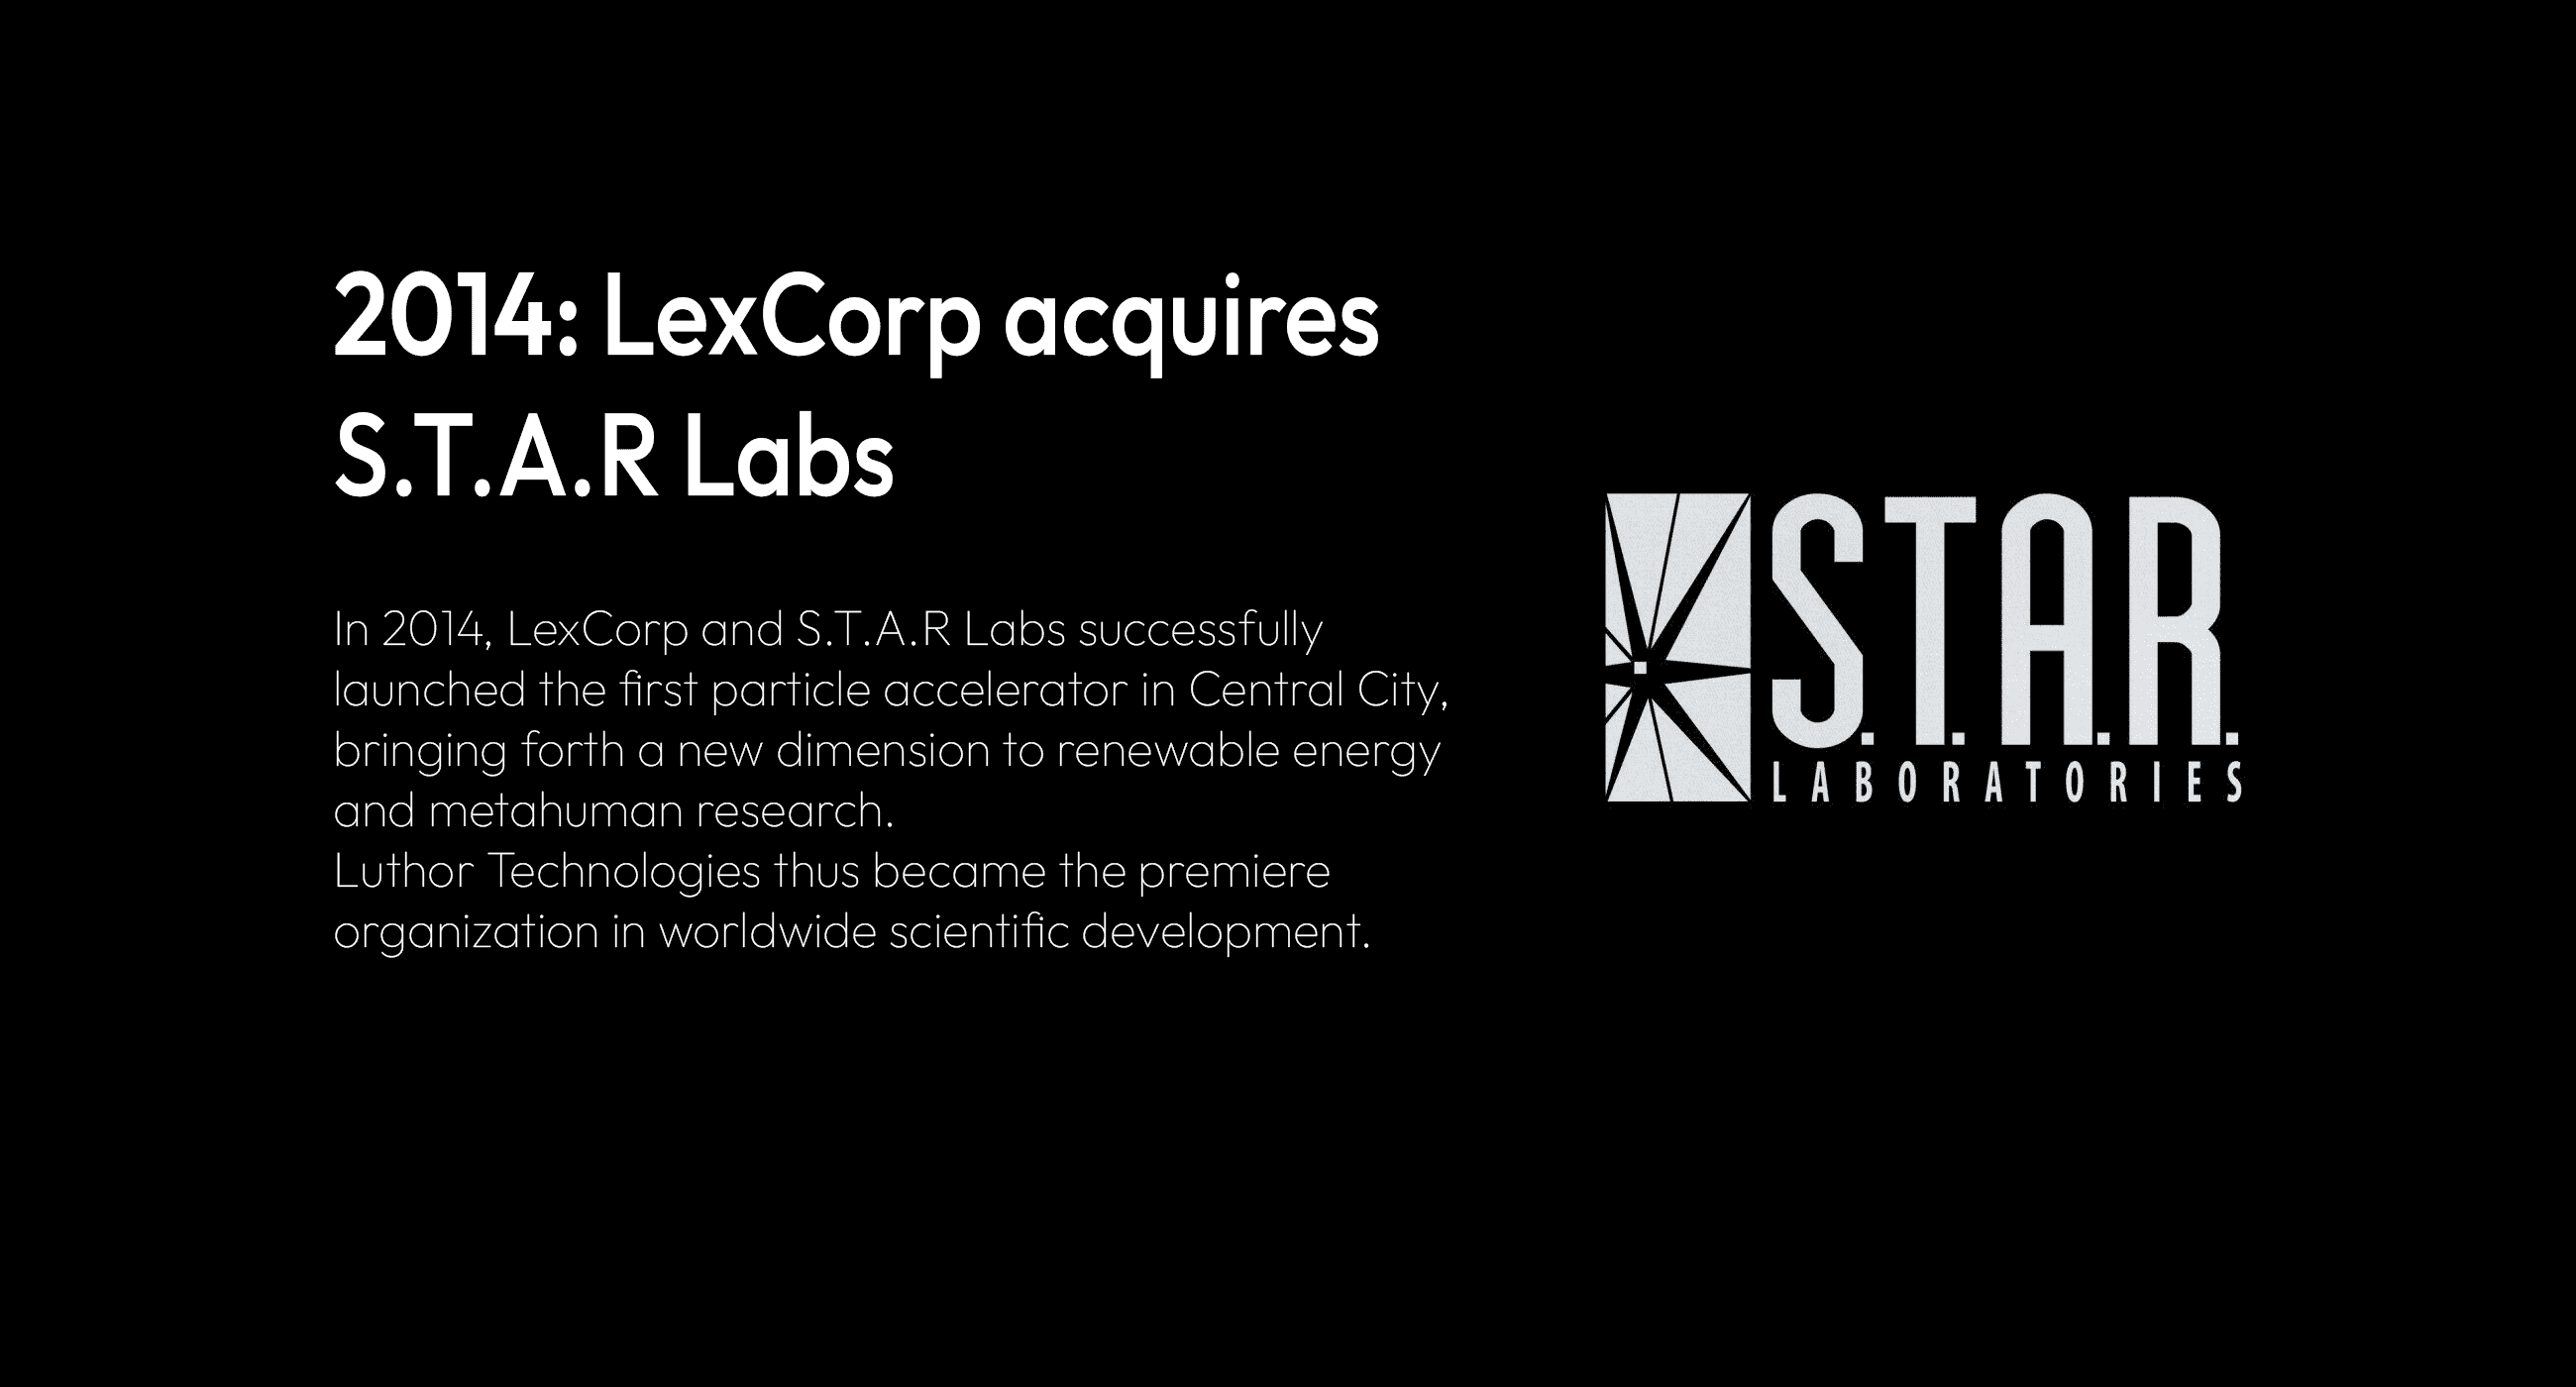 2014: LexCorp acquires
S.T.A.R Labs
In 2014, LexCorp and S.T.A.R Labs successfully
launched the first particle accelerator in Central City,
bringing forth a new dimension to renewable energy
and metahuman research.
Luthor Technologies thus became the premiere
organization in worldwide scientific development.
S.T.A.R.
LABORATORIES